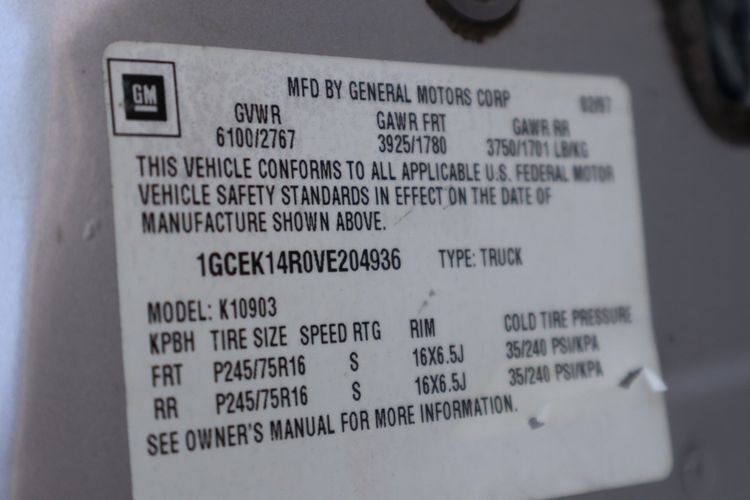 GM
MFD BY GENERAL MOTORS CORP 02/97
GVWR GAWR FRT GAWR RR
6100/2767 3925/1780 3750/1701 LB/KG
THIS VEHICLE CONFORMS TO ALL APPLICABLE U.S. FEDERAL MOTOR
VEHICLE SAFETY STANDARDS IN EFFECT ON THE DATE OF
MANUFACTURE SHOWN ABOVE.
1GCEK14R0VE204936 TYPE: TRUCK
MODEL: K10903
KPBH TIRE SIZE SPEED RTG RIM COLD TIRE PRESSURE
FRT P245/75R16 S 16X6.5J 35/240 PSI/KPA
RR P245/75R16 S 16X6.5J 35/240 PSI/KPA
SEE OWNER'S MANUAL FOR MORE INFORMATION.